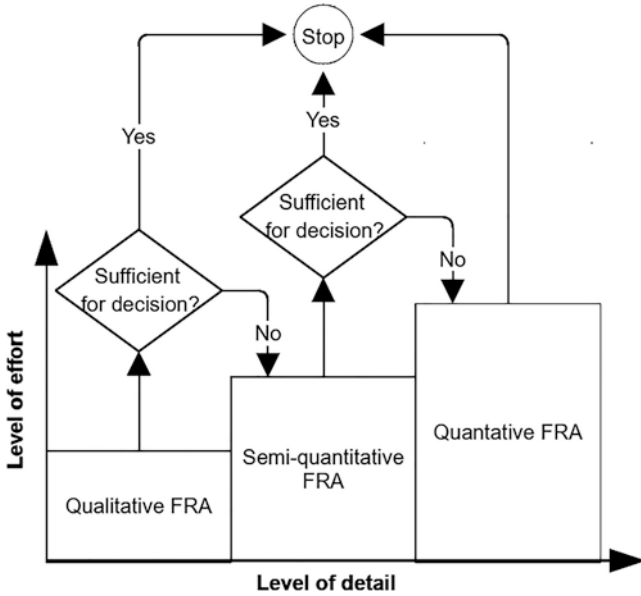 Stop
Yes
Yes
Sufficient
for decision?
No
Sufficient
for decision?
No
Quantative FRA
Semi-quantitative
FRA
Qualitative FRA
Level of effort
Level of detail